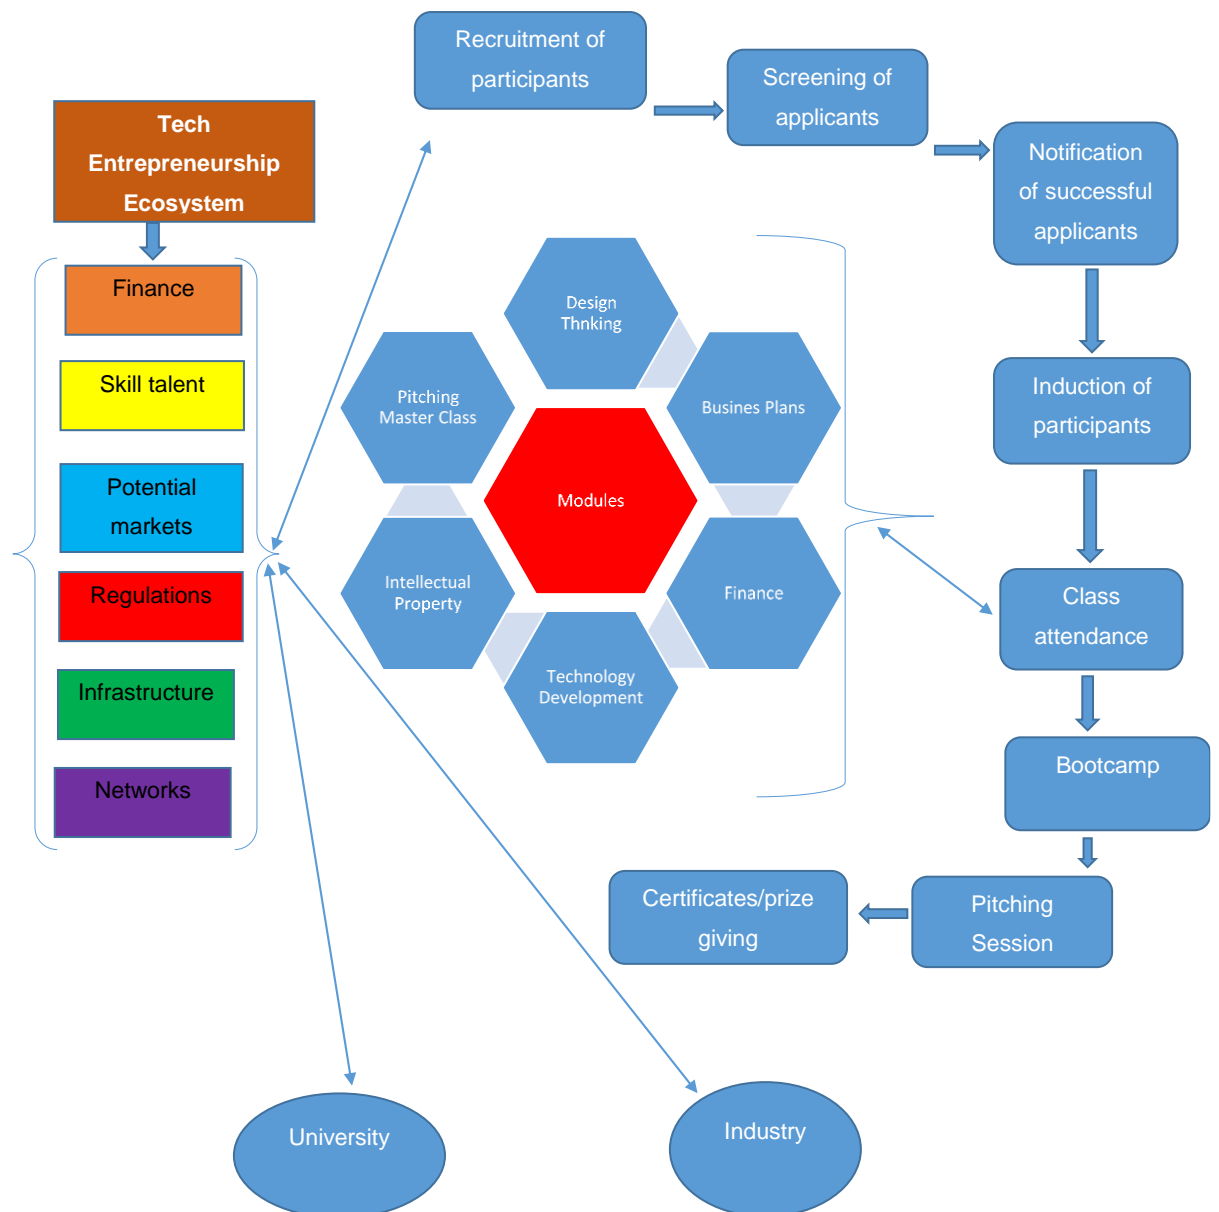 Recruitment of
participants
Screening of
applicants
Notification
of successful
applicants
Induction of
participants
Class
attendance
Bootcamp
Pitching
Session
Certificates/prize
giving
Tech
Entrepreneurship
Ecosystem
Finance
Skill talent
Potential
markets
Regulations
Infrastructure
Networks
Design
Thnking
Busines Plans
Finance
Technology
Development
Intellectual
Property
Pitching
Master Class
Modules
University
Industry